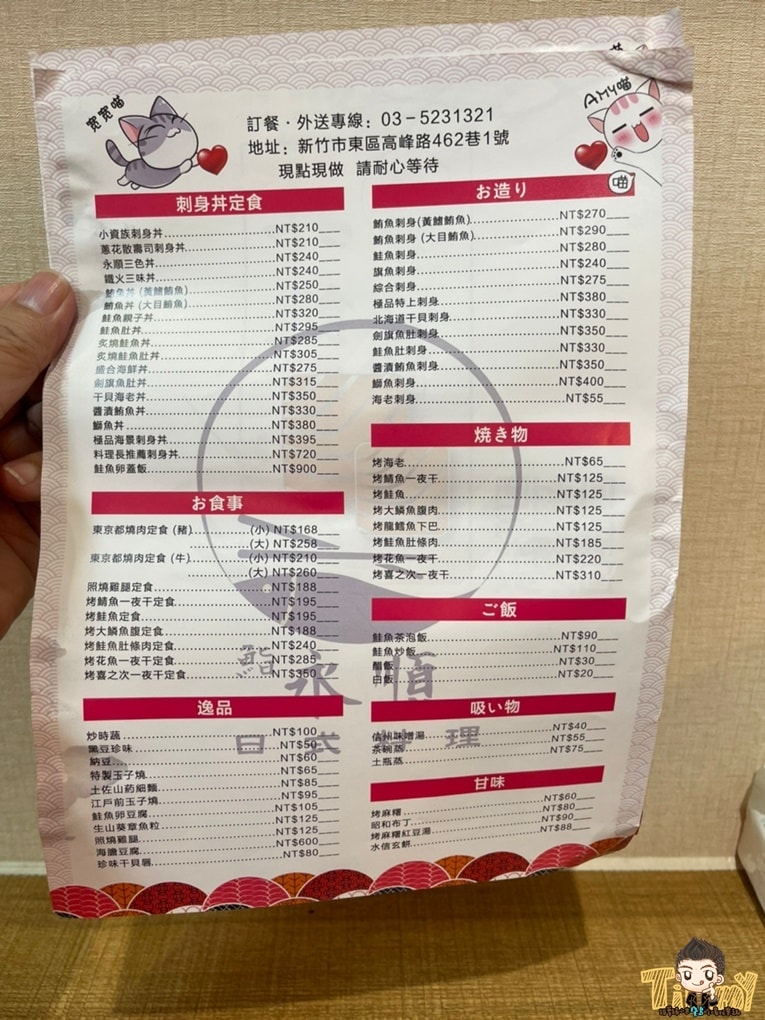 宽宽喵
訂餐．外送專線：03-5231321
地址：新竹市東區高峰路462巷1號
現點現做 請耐心等待
喵
刺身丼定食
小資族刺身丼 NT$210
蔥花散壽司刺身丼 NT$210
永順三色丼 NT$240
鐵火三味丼 NT$240
鮪魚丼 (黃鰭鮪魚) NT$250
鮪魚丼 (大目鮪魚) NT$280
鮭魚親子丼 NT$320
鮭魚肚丼 NT$295
炙燒鮭魚丼 NT$285
炙燒鮭魚肚丼 NT$305
盛合海鮮丼 NT$275
劍旗魚肚丼 NT$315
干貝海老丼 NT$350
醬漬鮪魚丼 NT$330
鰤魚丼 NT$380
極品海景刺身丼 NT$395
料理長推薦刺身丼 NT$720
鮭魚卵蓋飯 NT$900
お食事
東京都燒肉定食 (豬) (小) NT$168
(大) NT$258
東京都燒肉定食 (牛) (小) NT$210
(大) NT$260
照燒雞腿定食 NT$188
烤鯖魚一夜干定食 NT$195
烤鮭魚定食 NT$195
烤大鱗魚腹定食 NT$188
烤鮭魚肚條肉定食 NT$240
烤花魚一夜干定食 NT$285
烤喜之次一夜干定食 NT$350
逸品
炒時蔬 NT$100
黑豆珍味 NT$50
納豆 NT$60
特製玉子燒 NT$65
土佐山葯細麵 NT$85
江戶前玉子燒 NT$95
鮭魚卵豆腐 NT$105
生山葵章魚粒 NT$125
照燒雞腿 NT$125
海膽豆腐 NT$600
珍味干貝唇 NT$80
お造り
鮪魚刺身(黃鰭鮪魚) NT$270
鮪魚刺身 (大目鮪魚) NT$290
鮭魚刺身 NT$280
旗魚刺身 NT$240
綜合刺身 NT$275
極品特上刺身 NT$380
北海道干貝刺身 NT$330
劍旗魚肚刺身 NT$350
鮭魚肚刺身 NT$330
醬漬鮪魚刺身 NT$350
鰤魚刺身 NT$400
海老刺身 NT$55
焼き物
烤海老 NT$65
烤鯖魚一夜干 NT$125
烤鮭魚 NT$125
烤大鱗魚腹肉 NT$125
烤龍鱈魚下巴 NT$125
烤鮭魚肚條肉 NT$185
烤花魚一夜干 NT$220
烤喜之次一夜干 NT$310
ご飯
鮭魚茶泡飯 NT$90
鮭魚炒飯 NT$110
醋飯 NT$30
白飯 NT$20
吸い物
信州味噌湯 NT$40
茶碗蒸 NT$55
土瓶蒸 NT$75
甘味
烤麻糬 NT$60
昭和布丁 NT$80
烤麻糬紅豆湯 NT$90
水信玄餅 NT$88
鮨 永順
日式料理